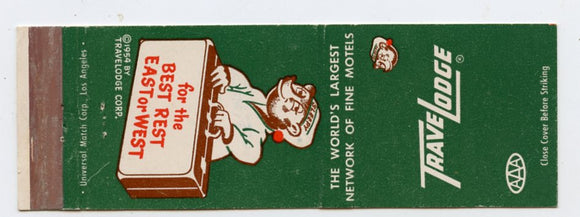 • Universal Match Corp., Los Angeles •
©1954 BY
TRAVELODGE CORP.
for the
BEST REST
EAST or WEST
THE WORLD'S LARGEST
NETWORK OF FINE MOTELS
TRAVELODGE®
AAA
Close Cover Before Striking